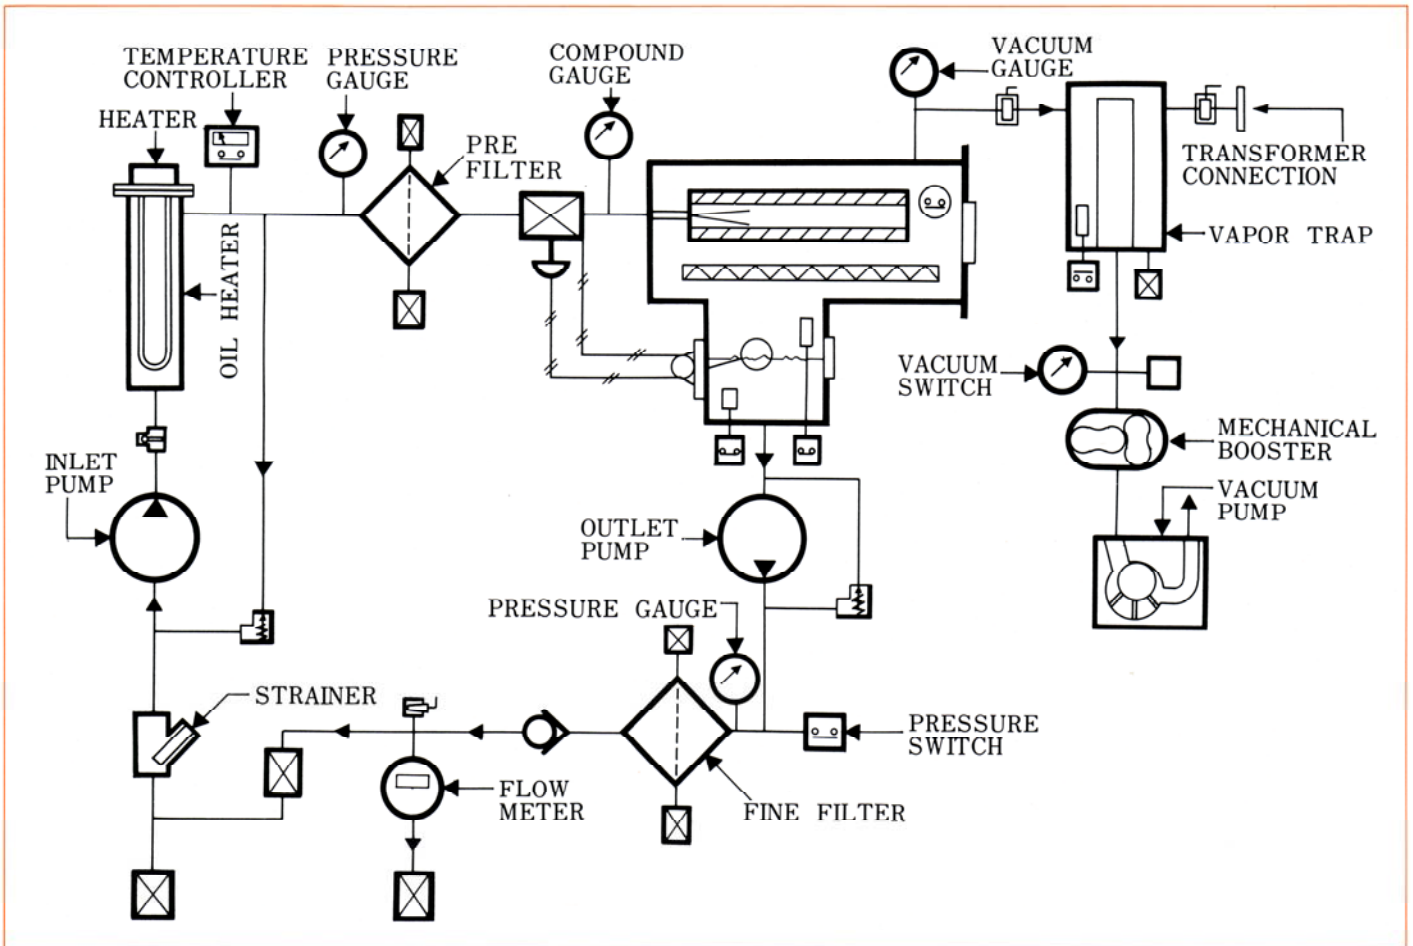 TEMPERATURE
CONTROLLER
PRESSURE
GAUGE
COMPOUND
GAUGE
VACUUM
GAUGE
HEATER
PRE
FILTER
TRANSFORMER
CONNECTION
VAPOR TRAP
OIL HEATER
VACUUM
SWITCH
MECHANICAL
BOOSTER
INLET
PUMP
VACUUM
PUMP
OUTLET
PUMP
PRESSURE GAUGE
STRAINER
PRESSURE
SWITCH
FLOW
METER
FINE FILTER